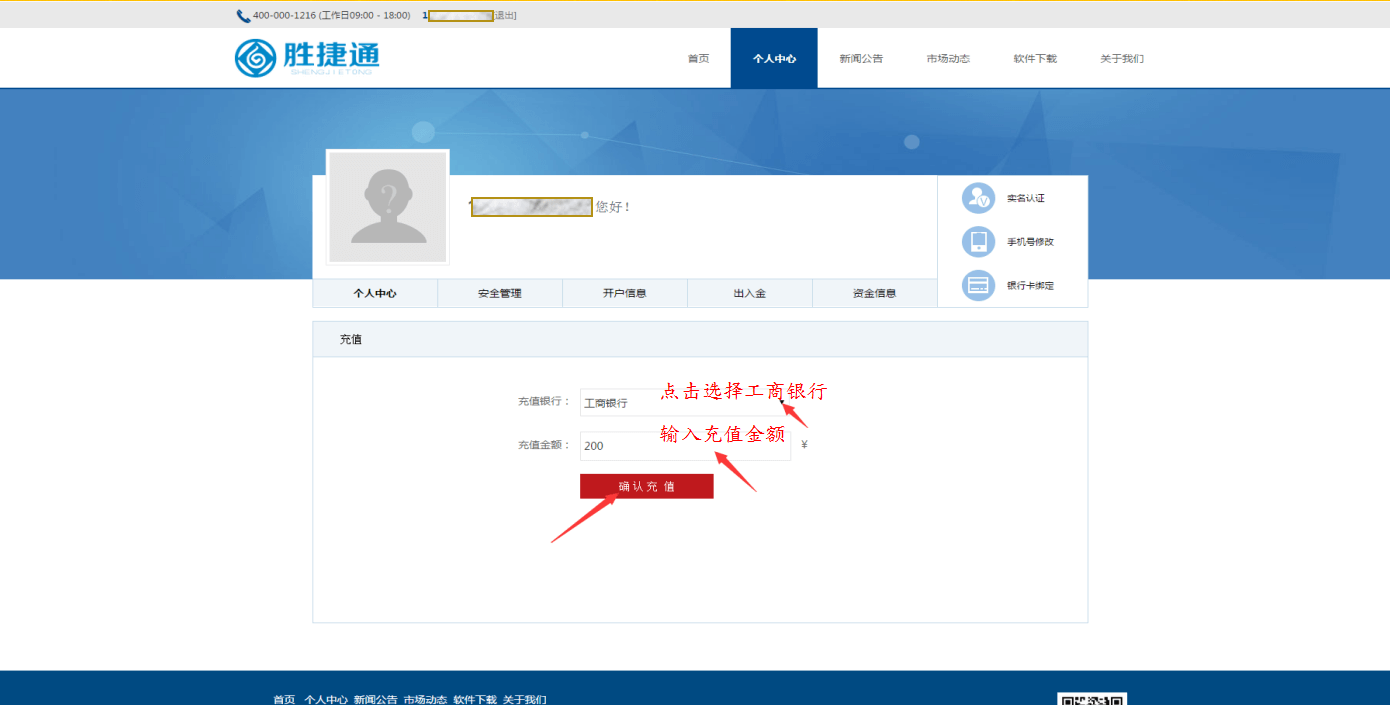 400-000-1216 (工作日09:00 - 18:00) 1 退出]
胜捷通
SHENGJIETONG
首页 个人中心 新闻公告 市场动态 软件下载 关于我们
您好！
实名认证
手机号修改
银行卡绑定
个人中心 安全管理 开户信息 出入金 资金信息
充值
点击选择工商银行
充值银行： 工商银行
输入充值金额
充值金额： 200 ¥
确认充值
首页 个人中心 新闻公告 市场动态 软件下载 关于我们